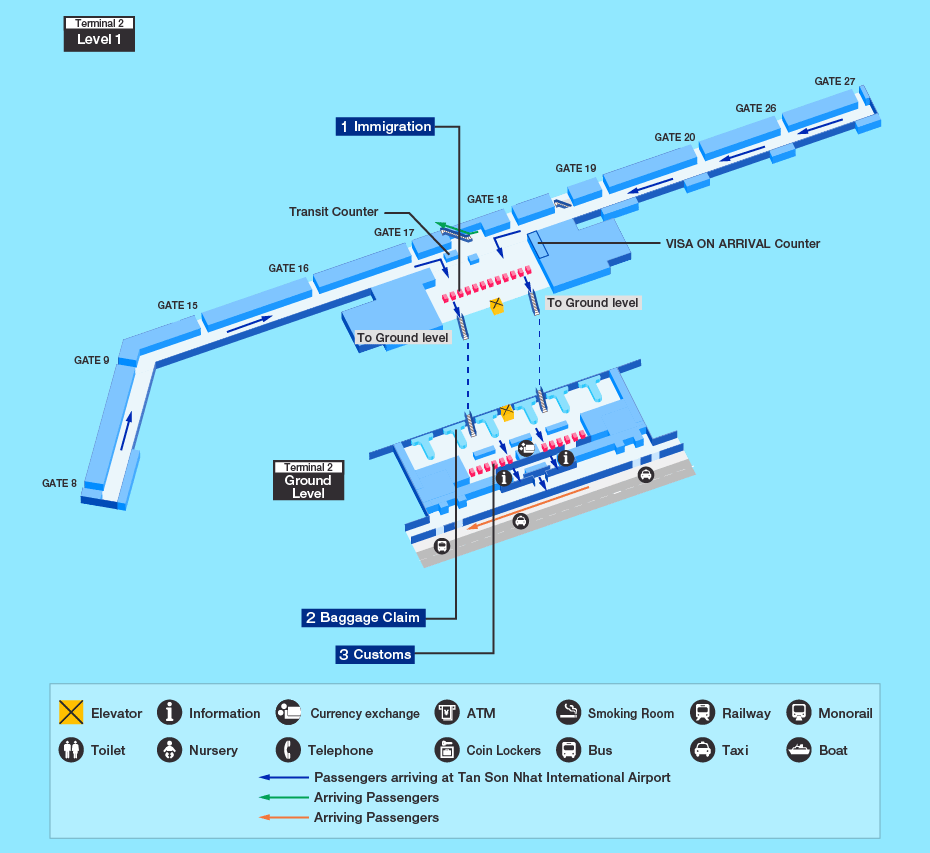 Terminal 2
Level 1
GATE 27
GATE 26
1 Immigration
GATE 20
GATE 19
GATE 18
Transit Counter
GATE 17
VISA ON ARRIVAL Counter
GATE 16
To Ground level
GATE 15
To Ground level
GATE 9
Terminal 2
Ground
Level
GATE 8
2 Baggage Claim
3 Customs
Elevator
Information
Currency exchange
ATM
Smoking Room
Railway
Monorail
Toilet
Nursery
Telephone
Coin Lockers
Bus
Taxi
Boat
Passengers arriving at Tan Son Nhat International Airport
Arriving Passengers
Arriving Passengers